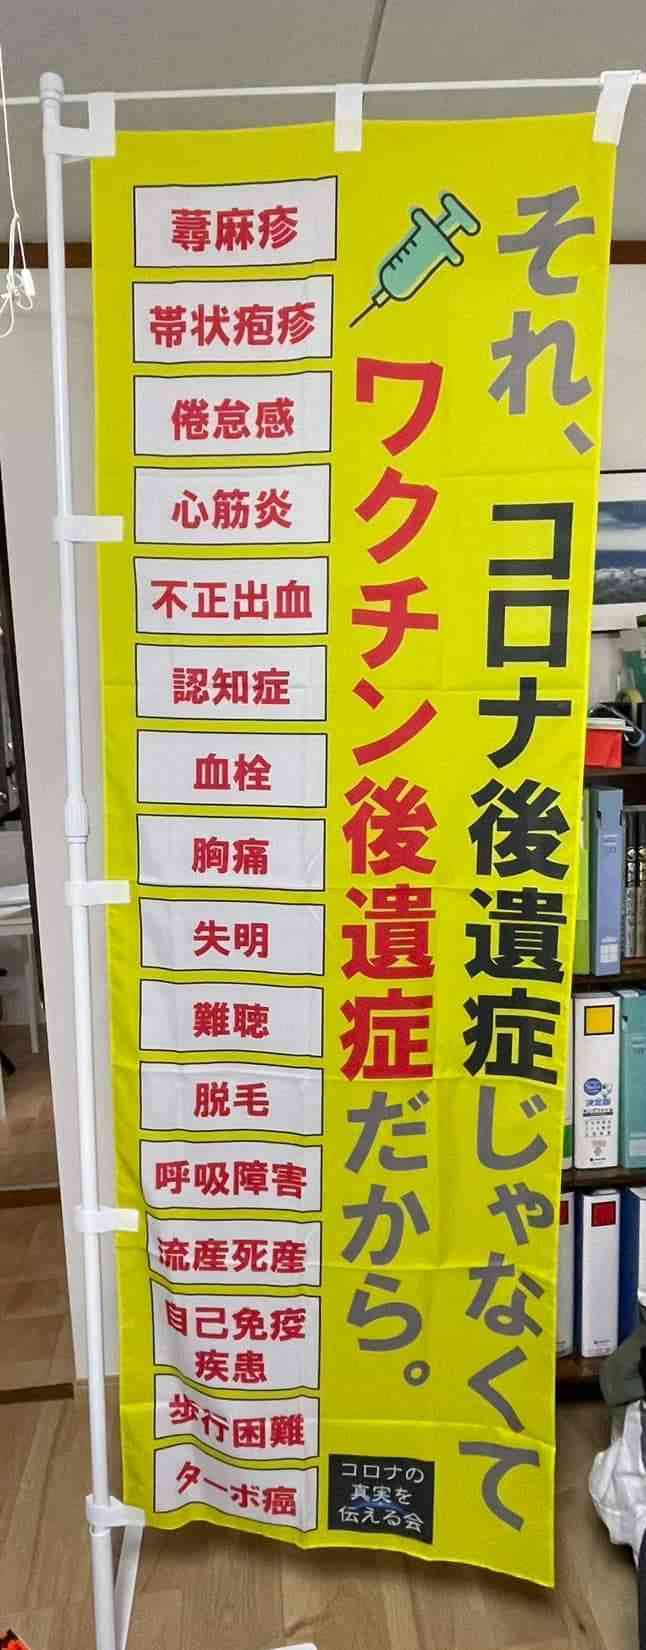 それ、コロナ後遺症じゃなくて
ワクチン後遺症だから。
蕁麻疹
帯状疱疹
倦怠感
心筋炎
不正出血
認知症
血栓
胸痛
失明
難聴
脱毛
呼吸障害
流産死産
自己免疫
疾患
歩行困難
ターボ癌
コロナの
真実を
伝える会